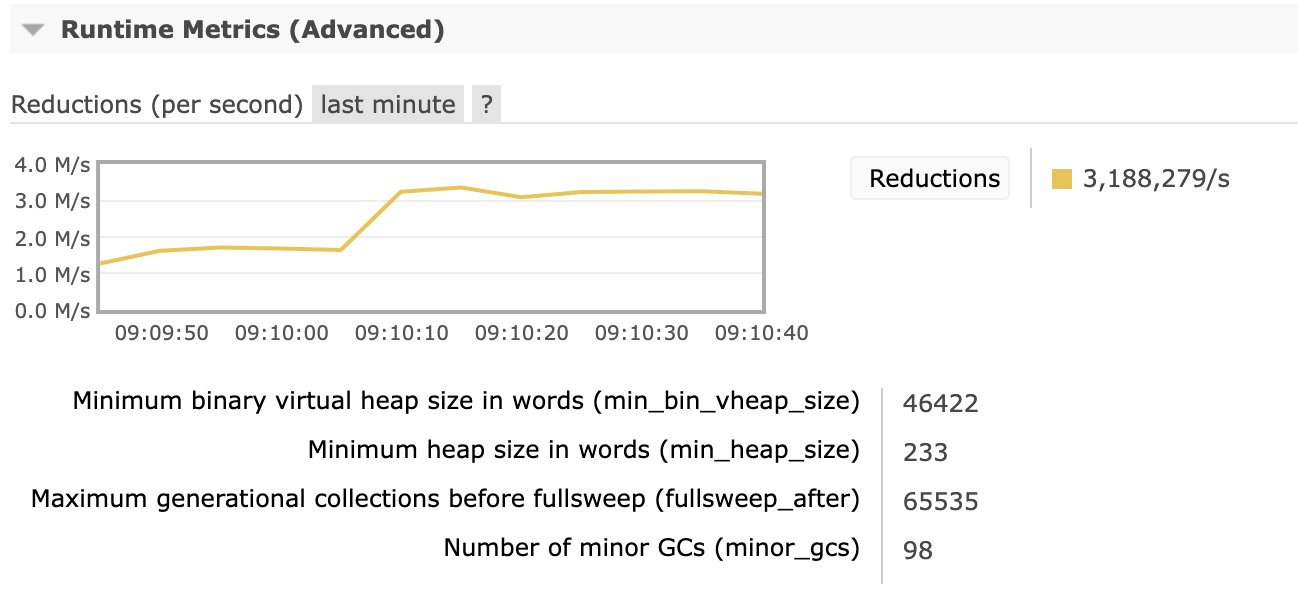 Runtime Metrics (Advanced)
Reductions (per second) last minute ?
4.0 M/s
3.0 M/s
2.0 M/s
1.0 M/s
0.0 M/s
09:09:50 09:10:00 09:10:10 09:10:20 09:10:30 09:10:40
Reductions 3,188,279/s
Minimum binary virtual heap size in words (min_bin_vheap_size) 46422
Minimum heap size in words (min_heap_size) 233
Maximum generational collections before fullsweep (fullsweep_after) 65535
Number of minor GCs (minor_gcs) 98